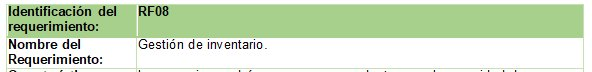 Identificación del RF08
requerimiento:
Nombre del Gestión de inventario.
Requerimiento: